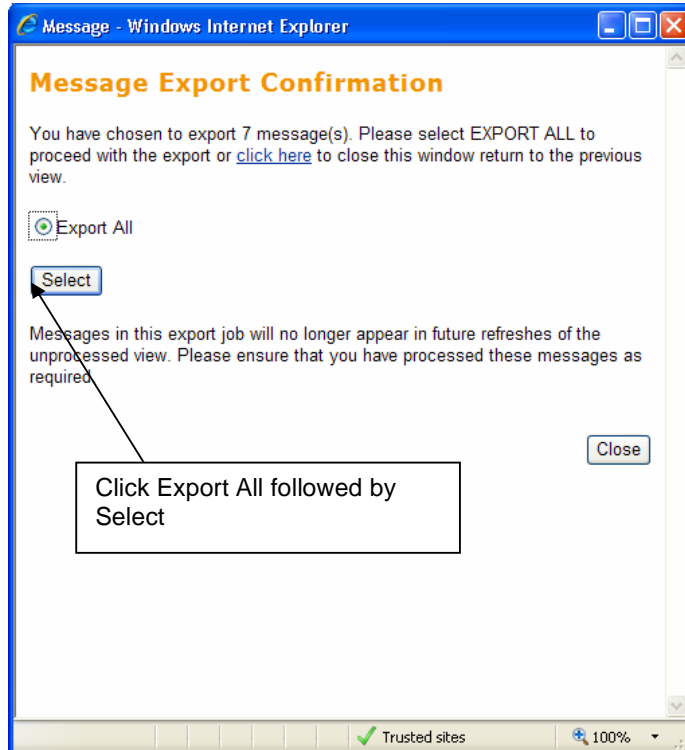 Message - Windows Internet Explorer
Message Export Confirmation
You have chosen to export 7 message(s). Please select EXPORT ALL to
proceed with the export or click here to close this window return to the previous
view.
Export All
Select
Messages in this export job will no longer appear in future refreshes of the
unprocessed view. Please ensure that you have processed these messages as
required
Close
Click Export All followed by
Select
Trusted sites
100%